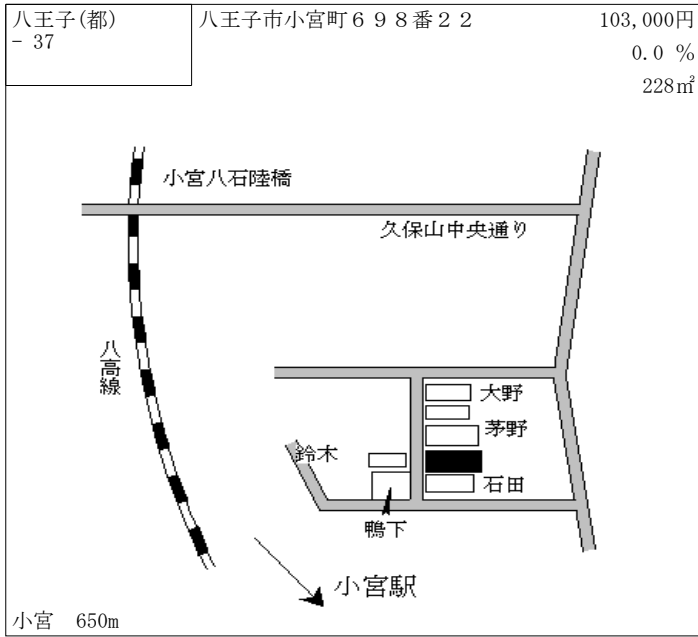 八王子(都)
- 37
八王子市小宮町698番22
103,000円
0.0 %
228㎡
小宮八石陸橋
久保山中央通り
八高線
大野
茅野
鈴木
石田
鴨下
小宮駅
小宮 650m